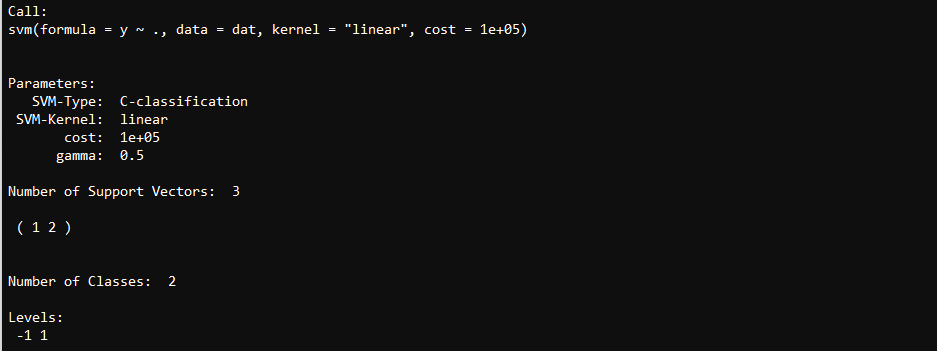 Call:
svm(formula = y ~ ., data = dat, kernel = "linear", cost = 1e+05)
Parameters:
SVM-Type: C-classification
SVM-Kernel: linear
cost: 1e+05
gamma: 0.5
Number of Support Vectors: 3
( 1 2 )
Number of Classes: 2
Levels:
-1 1